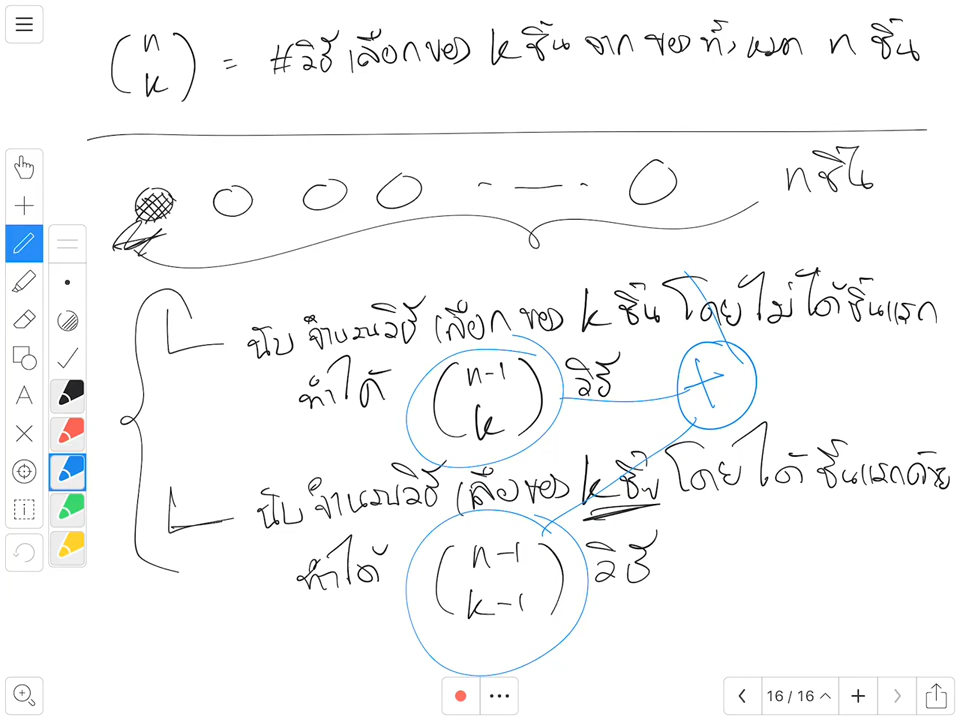 (n k) = #วิธีเลือกของ k ชิ้น จาก ของทั้งหมด n ชิ้น
n ชิ้น
นับจำนวนวิธีเลือกของ k ชิ้น โดยไม่ได้ชิ้นแรก
ทำได้ (n-1 k) วิธี
+
นับจำนวนวิธีเลือกของ k ชิ้น โดยได้ชิ้นแรกด้วย
ทำได้ (n-1 k-1) วิธี
16 / 16